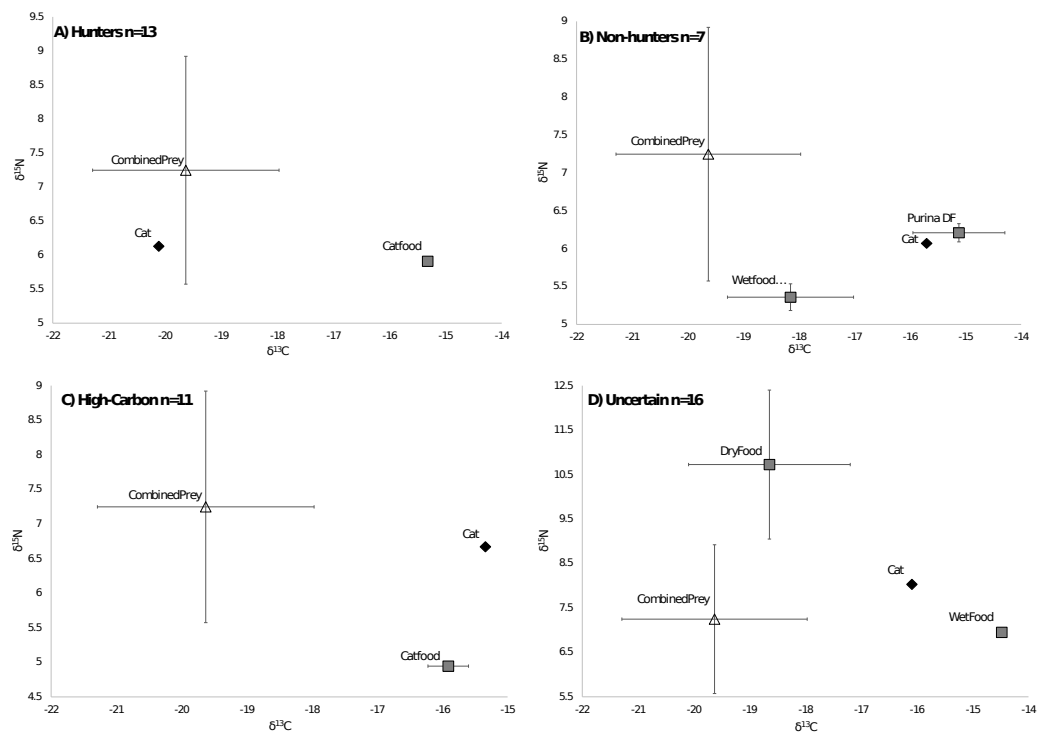 A) Hunters n=13
9.5
9
8.5
8
7.5
7
6.5
6
5.5
5
δ15N
CombinedPrey
Cat
Catfood
-22
-21
-20
-19
-18
-17
-16
-15
-14
δ13C
B) Non-hunters n=7
9
8.5
8
7.5
7
6.5
6
5.5
5
δ15N
CombinedPrey
Purina DF
Cat
Wetfood...
-22
-21
-20
-19
-18
-17
-16
-15
-14
δ13C
C) High-Carbon n=11
9
8.5
8
7.5
7
6.5
6
5.5
5
4.5
δ15N
CombinedPrey
Cat
Catfood
-22
-21
-20
-19
-18
-17
-16
-15
δ13C
D) Uncertain n=16
12.5
11.5
10.5
9.5
8.5
7.5
6.5
5.5
δ15N
DryFood
Cat
CombinedPrey
WetFood
-22
-21
-20
-19
-18
-17
-16
-15
-14
δ13C